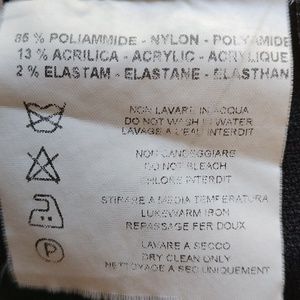 85 % POLIAMMIDE - NYLON - POLYAMIDE
13 % ACRILICA - ACRYLIC - ACRYLIQUE
2 % ELASTAM - ELASTANE - ELASTHAN
NON LAVARE IN ACQUA
DO NOT WASH IN WATER
LAVAGE A L'EAU INTERDIT
NON CANDEGGIARE
DO NOT BLEACH
CHLORE INTERDIT
STIRARE A MEDIA TEMPERATURA
LUKEWARM IRON
REPASSAGE FER DOUX
P
LAVARE A SECCO
DRY CLEAN ONLY
NETTOYAGE A SEC UNIQUEMENT